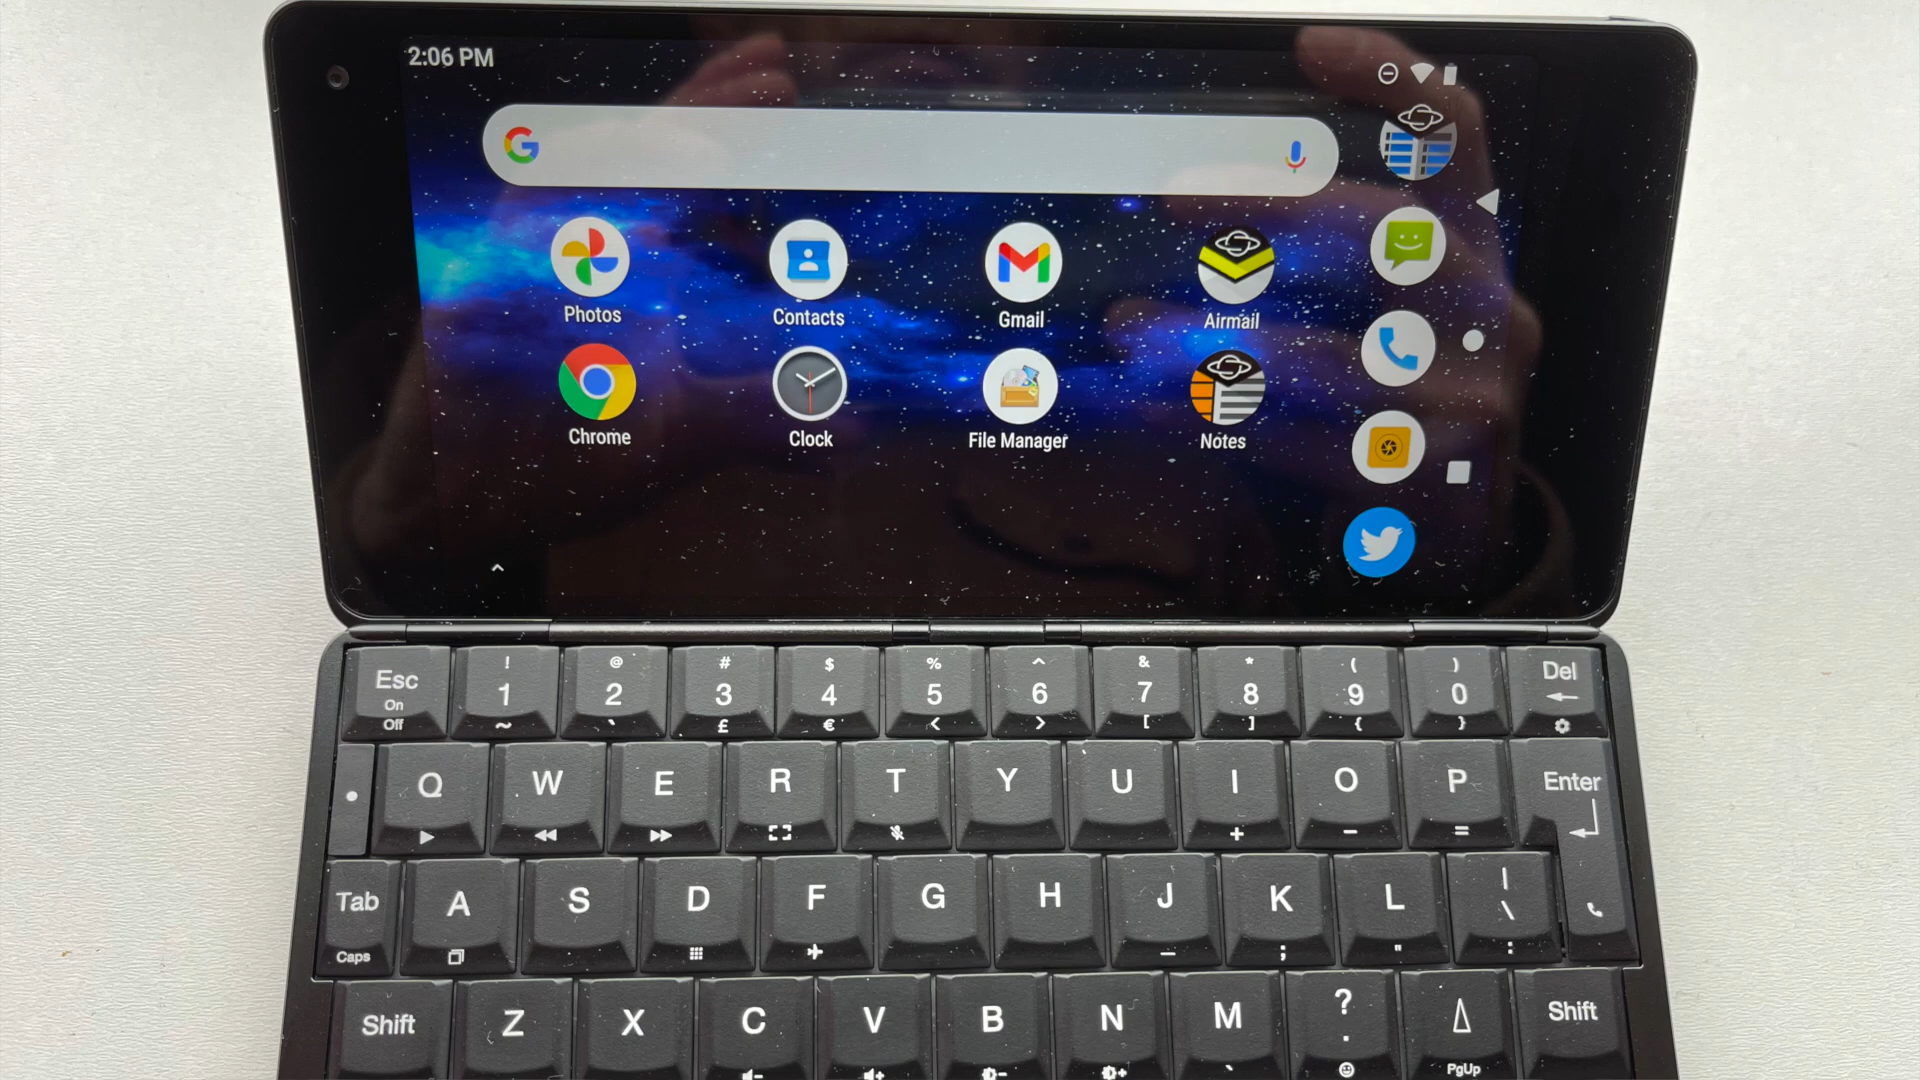 2:06 PM
G
Photos Contacts Gmail Airmail
Chrome Clock File Manager Notes
! @ # $ % ^ & * ( )
Esc 1 2 3 4 5 6 7 8 9 0 Del
On
Off ~ ` £ € < > [ ] { }
Q W E R T Y U I O P Enter
+ – =
Tab A S D F G H J K L | \
Caps _ ; " :
Shift Z X C V B N M ? . Shift
` PgUp